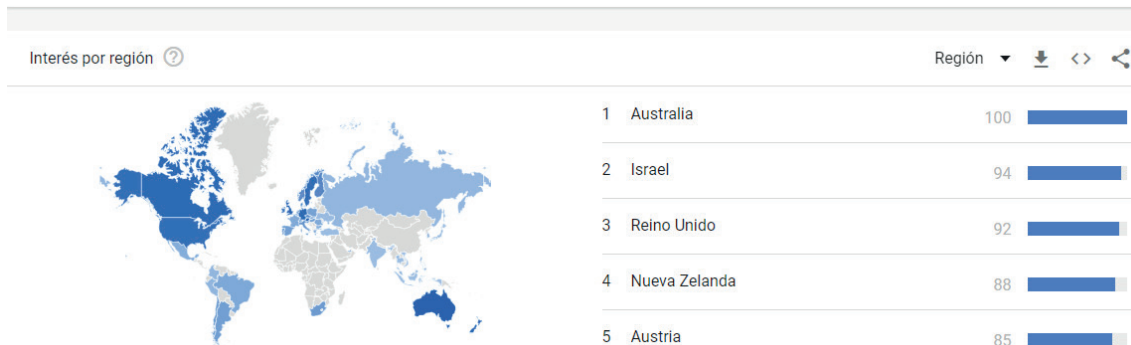 Interés por región ?
Región
1 Australia 100
2 Israel 94
3 Reino Unido 92
4 Nueva Zelanda 88
5 Austria 85